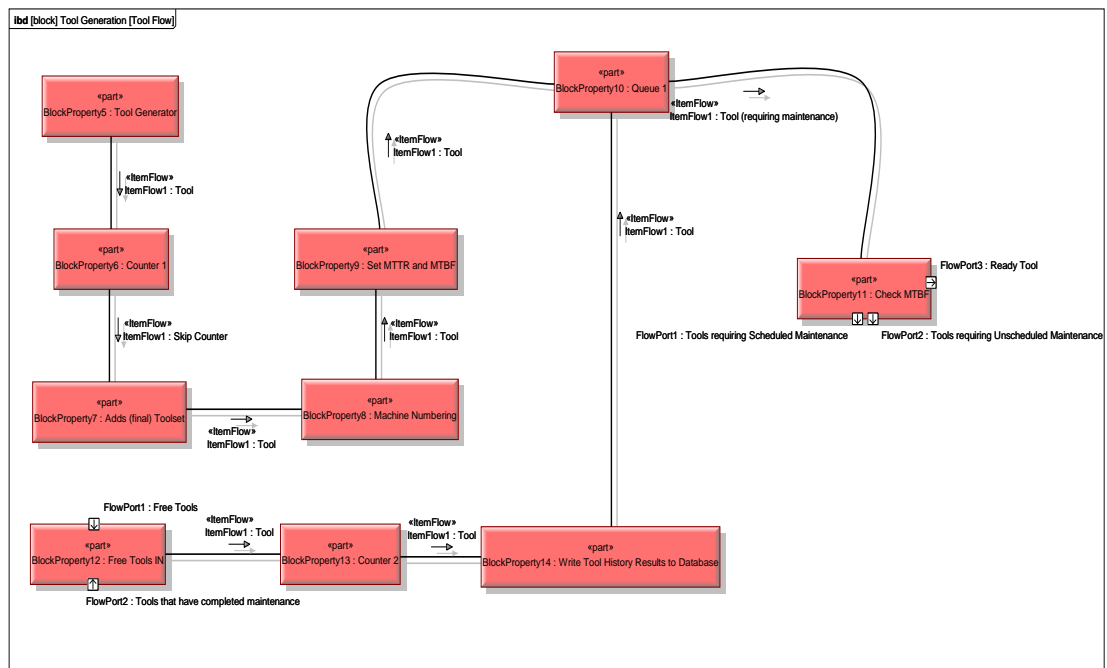 ibd [block] Tool Generation [Tool Flow]
«part»
BlockProperty5 : Tool Generator
«ItemFlow»
ItemFlow1 : Tool
«part»
BlockProperty6 : Counter 1
«ItemFlow»
ItemFlow1 : Skip Counter
«part»
BlockProperty7 : Adds (final) Toolset
«ItemFlow»
ItemFlow1 : Tool
«part»
BlockProperty8 : Machine Numbering
«ItemFlow»
ItemFlow1 : Tool
«part»
BlockProperty9 : Set MTTR and MTBF
«ItemFlow»
ItemFlow1 : Tool
«part»
BlockProperty10 : Queue 1
«ItemFlow»
ItemFlow1 : Tool (requiring maintenance)
«part»
BlockProperty11 : Check MTBF
FlowPort3 : Ready Tool
FlowPort1 : Tools requiring Scheduled Maintenance
FlowPort2 : Tools requiring Unscheduled Maintenance
«ItemFlow»
ItemFlow1 : Tool
FlowPort1 : Free Tools
«part»
BlockProperty12 : Free Tools IN
FlowPort2 : Tools that have completed maintenance
«ItemFlow»
ItemFlow1 : Tool
«part»
BlockProperty13 : Counter 2
«ItemFlow»
ItemFlow1 : Tool
«part»
BlockProperty14 : Write Tool History Results to Database